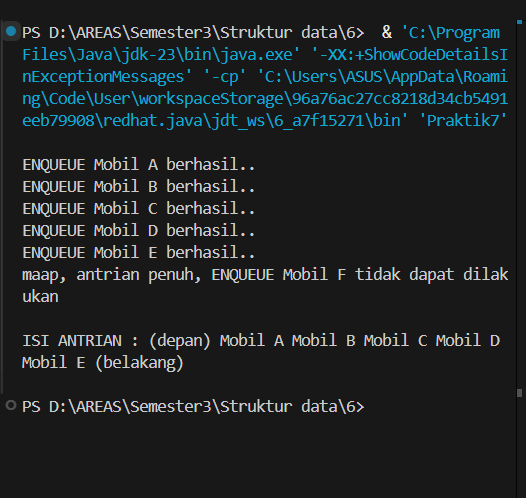 PS D:\AREAS\Semester3\Struktur data\6>  & 'C:\Program
Files\Java\jdk-23\bin\java.exe' '-XX:+ShowCodeDetailsI
nExceptionMessages' '-cp' 'C:\Users\ASUS\AppData\Roami
ng\Code\User\workspaceStorage\96a76ac27cc8218d34cb5491
eeb79908\redhat.java\jdt_ws\6_a7f15271\bin' 'Praktik7'
ENQUEUE Mobil A berhasil..
ENQUEUE Mobil B berhasil..
ENQUEUE Mobil C berhasil..
ENQUEUE Mobil D berhasil..
ENQUEUE Mobil E berhasil..
maap, antrian penuh, ENQUEUE Mobil F tidak dapat dilak
ukan
ISI ANTRIAN : (depan) Mobil A Mobil B Mobil C Mobil D
Mobil E (belakang)
PS D:\AREAS\Semester3\Struktur data\6>